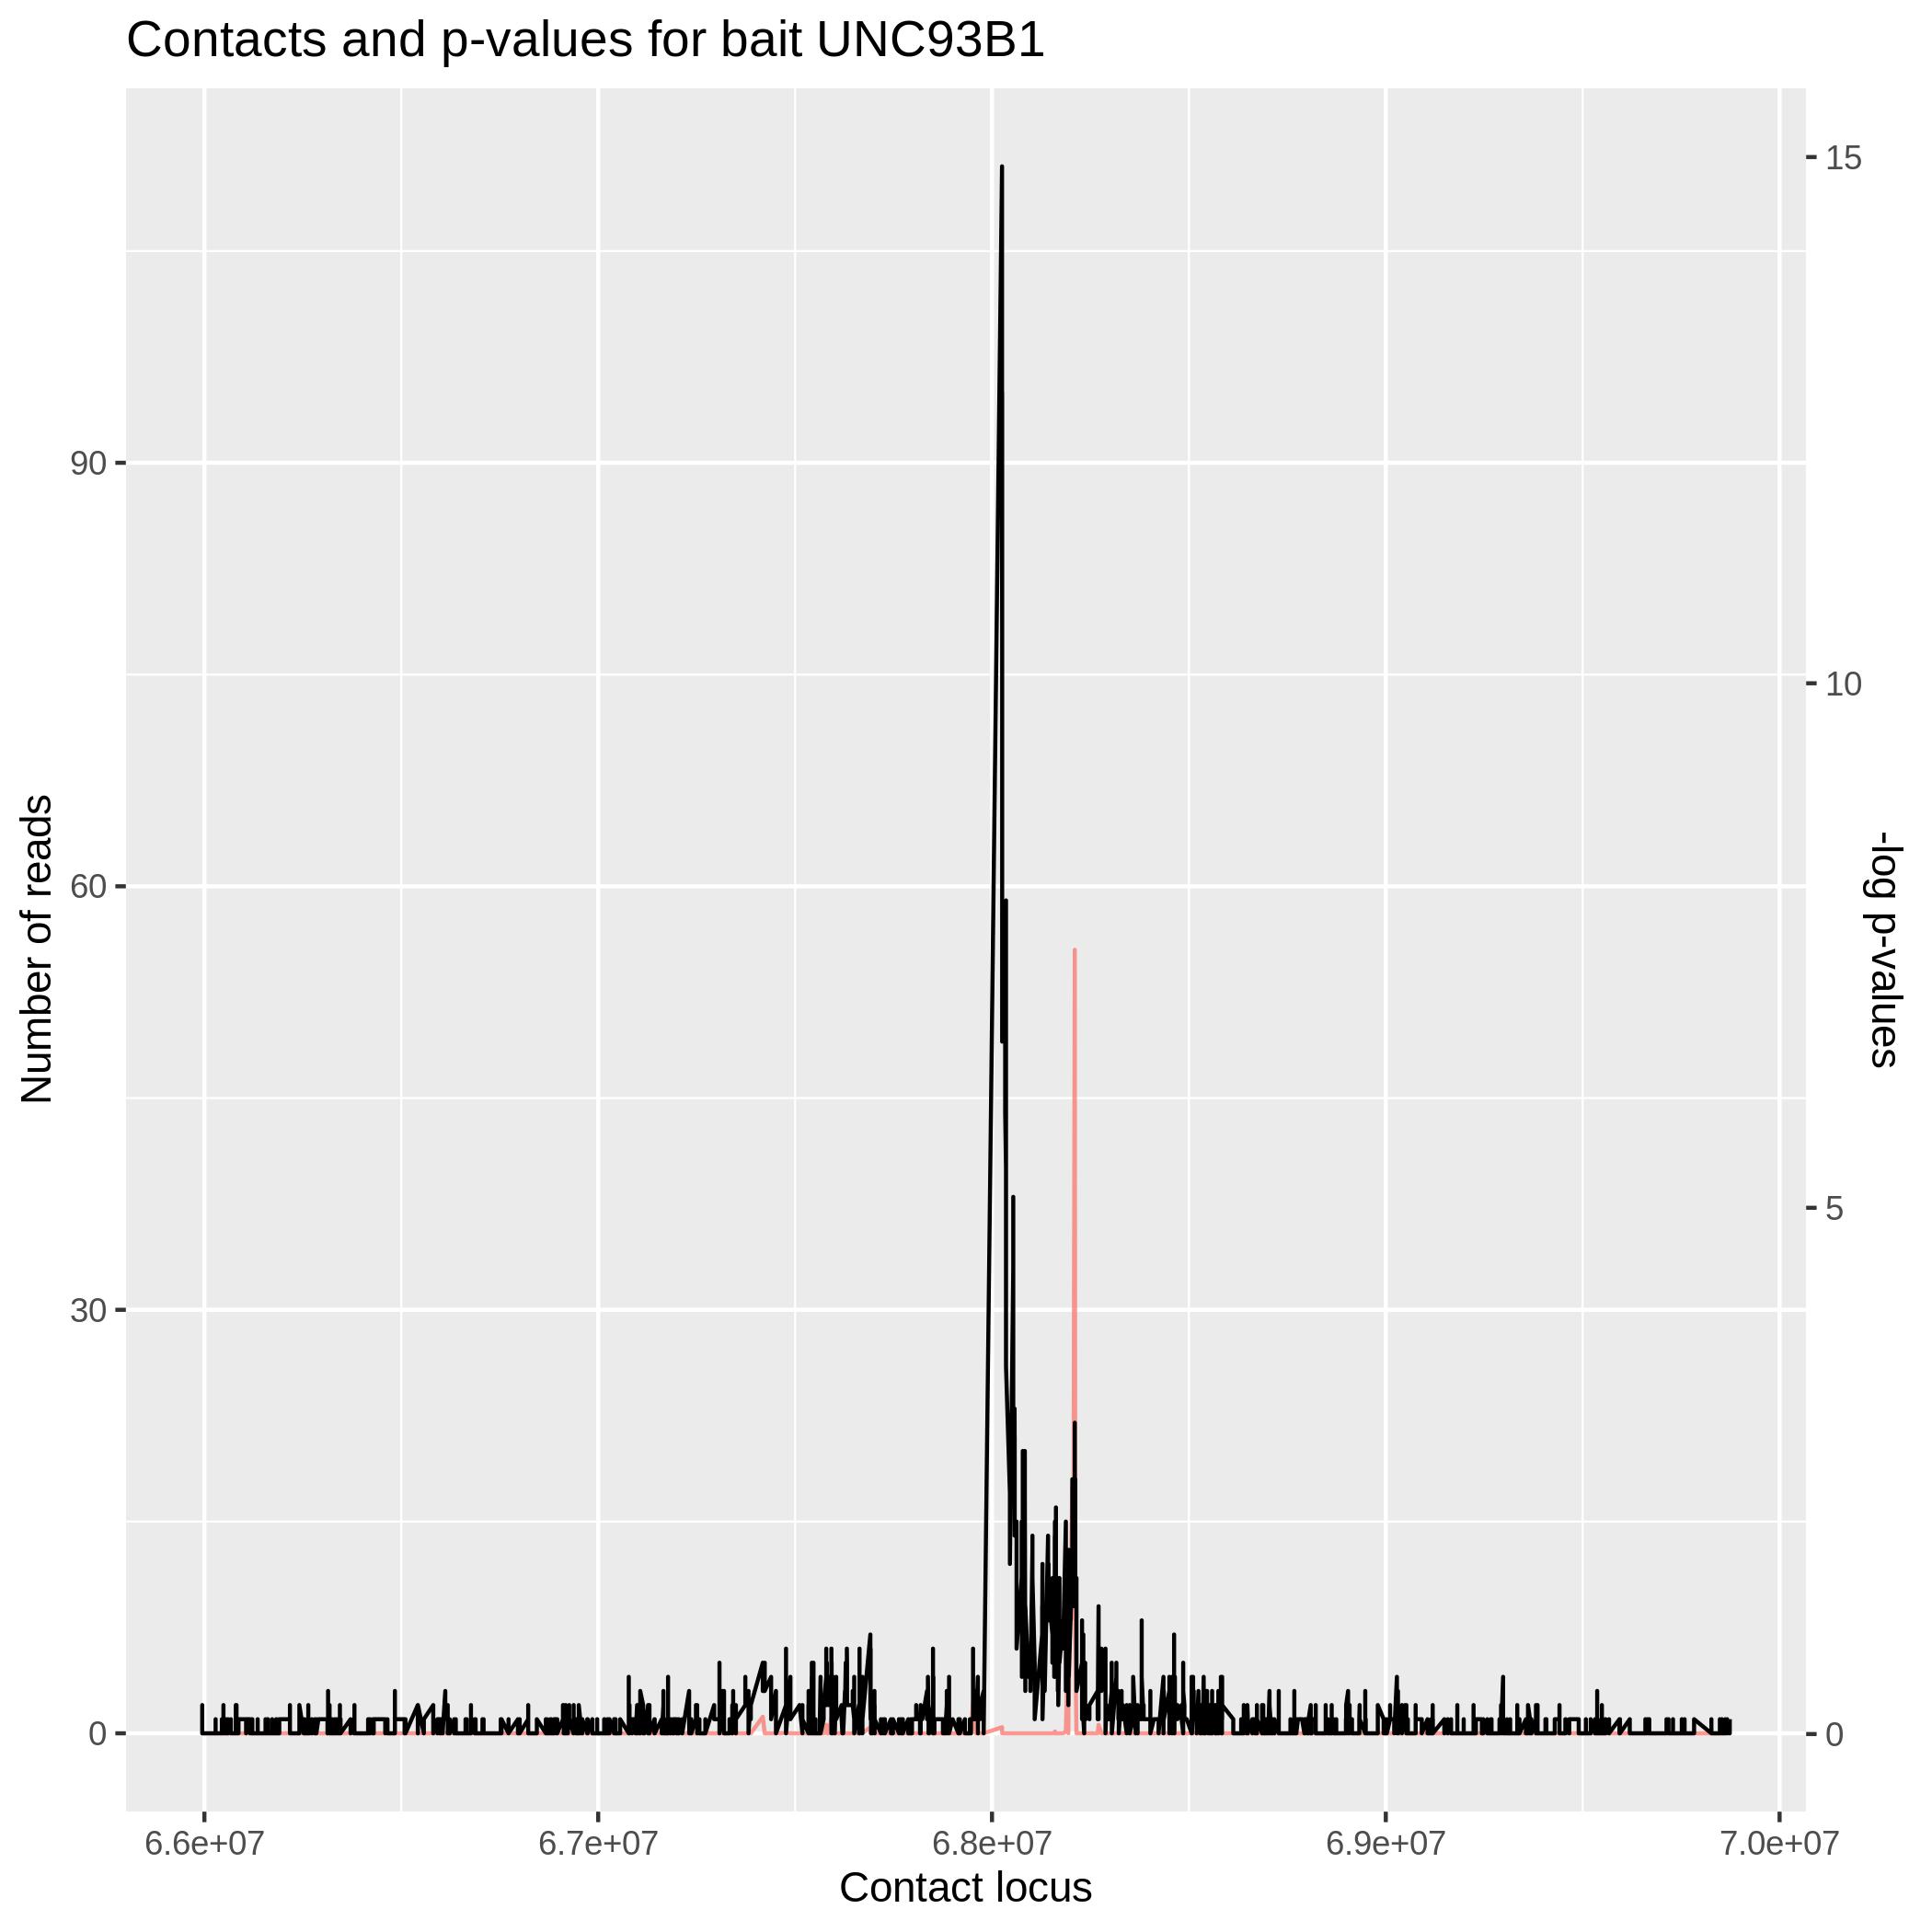 Contacts and p-values for bait UNC93B1
15
90
10
60
Number of reads
-log p-values
5
30
0
0
6.6e+07 6.7e+07 6.8e+07 6.9e+07 7.0e+07
Contact locus